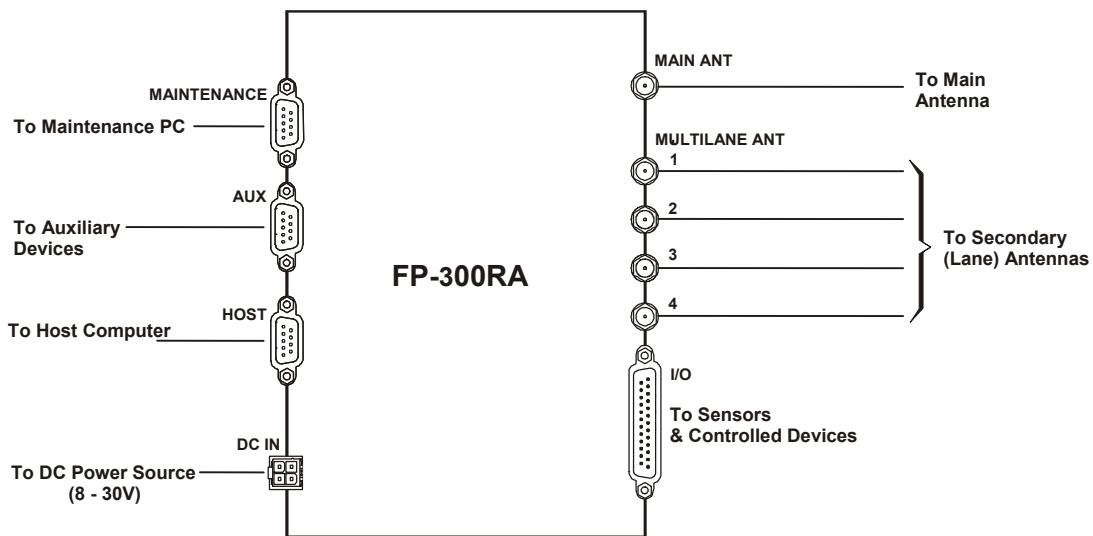 MAINTENANCE
To Maintenance PC
AUX
To Auxiliary
Devices
HOST
To Host Computer
DC IN
To DC Power Source
(8 - 30V)
FP-300RA
MAIN ANT
To Main
Antenna
MULTILANE ANT
1
2
3
4
To Secondary
(Lane) Antennas
I/O
To Sensors
& Controlled Devices